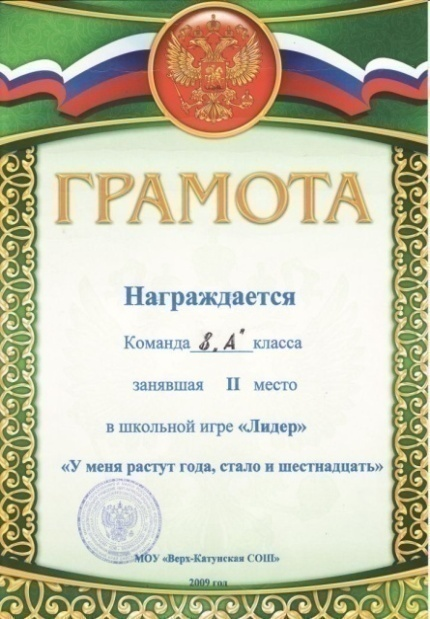 ГРАМОТА
Награждается
Команда 8 „А" класса
занявшая II место
в школьной игре «Лидер»
«У меня растут года, стало и шестнадцать»
МОУ «Верх-Катунская СОШ»
2009 год